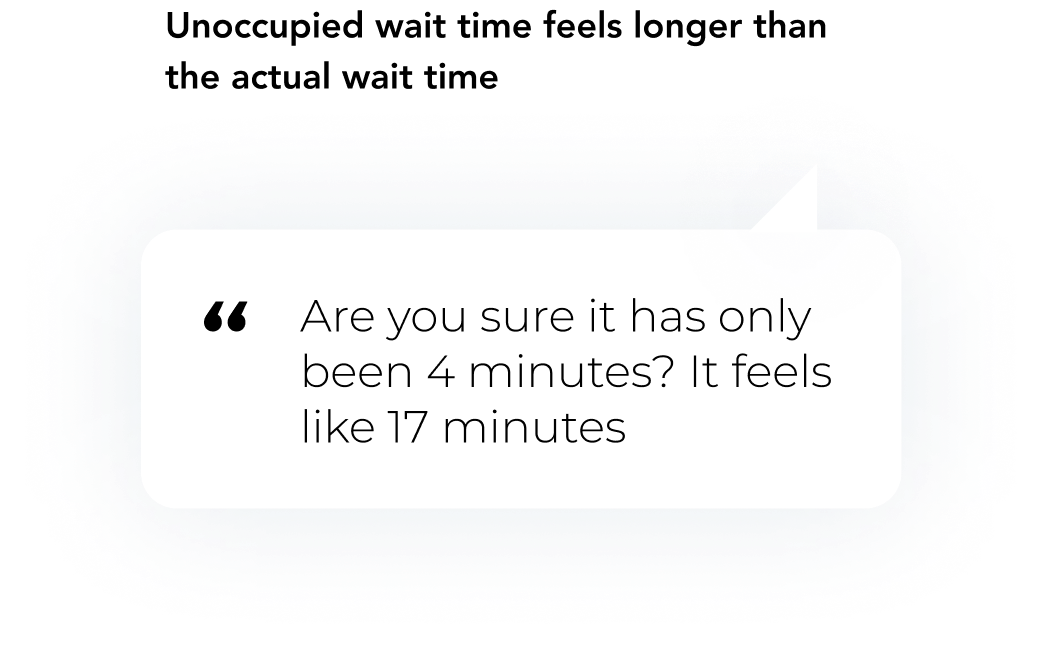 Unoccupied wait time feels longer than
the actual wait time
“ Are you sure it has only
been 4 minutes? It feels
like 17 minutes